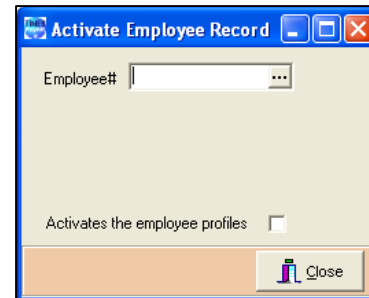 Activate Employee Record
Employee#
...
Activates the employee profiles
Close